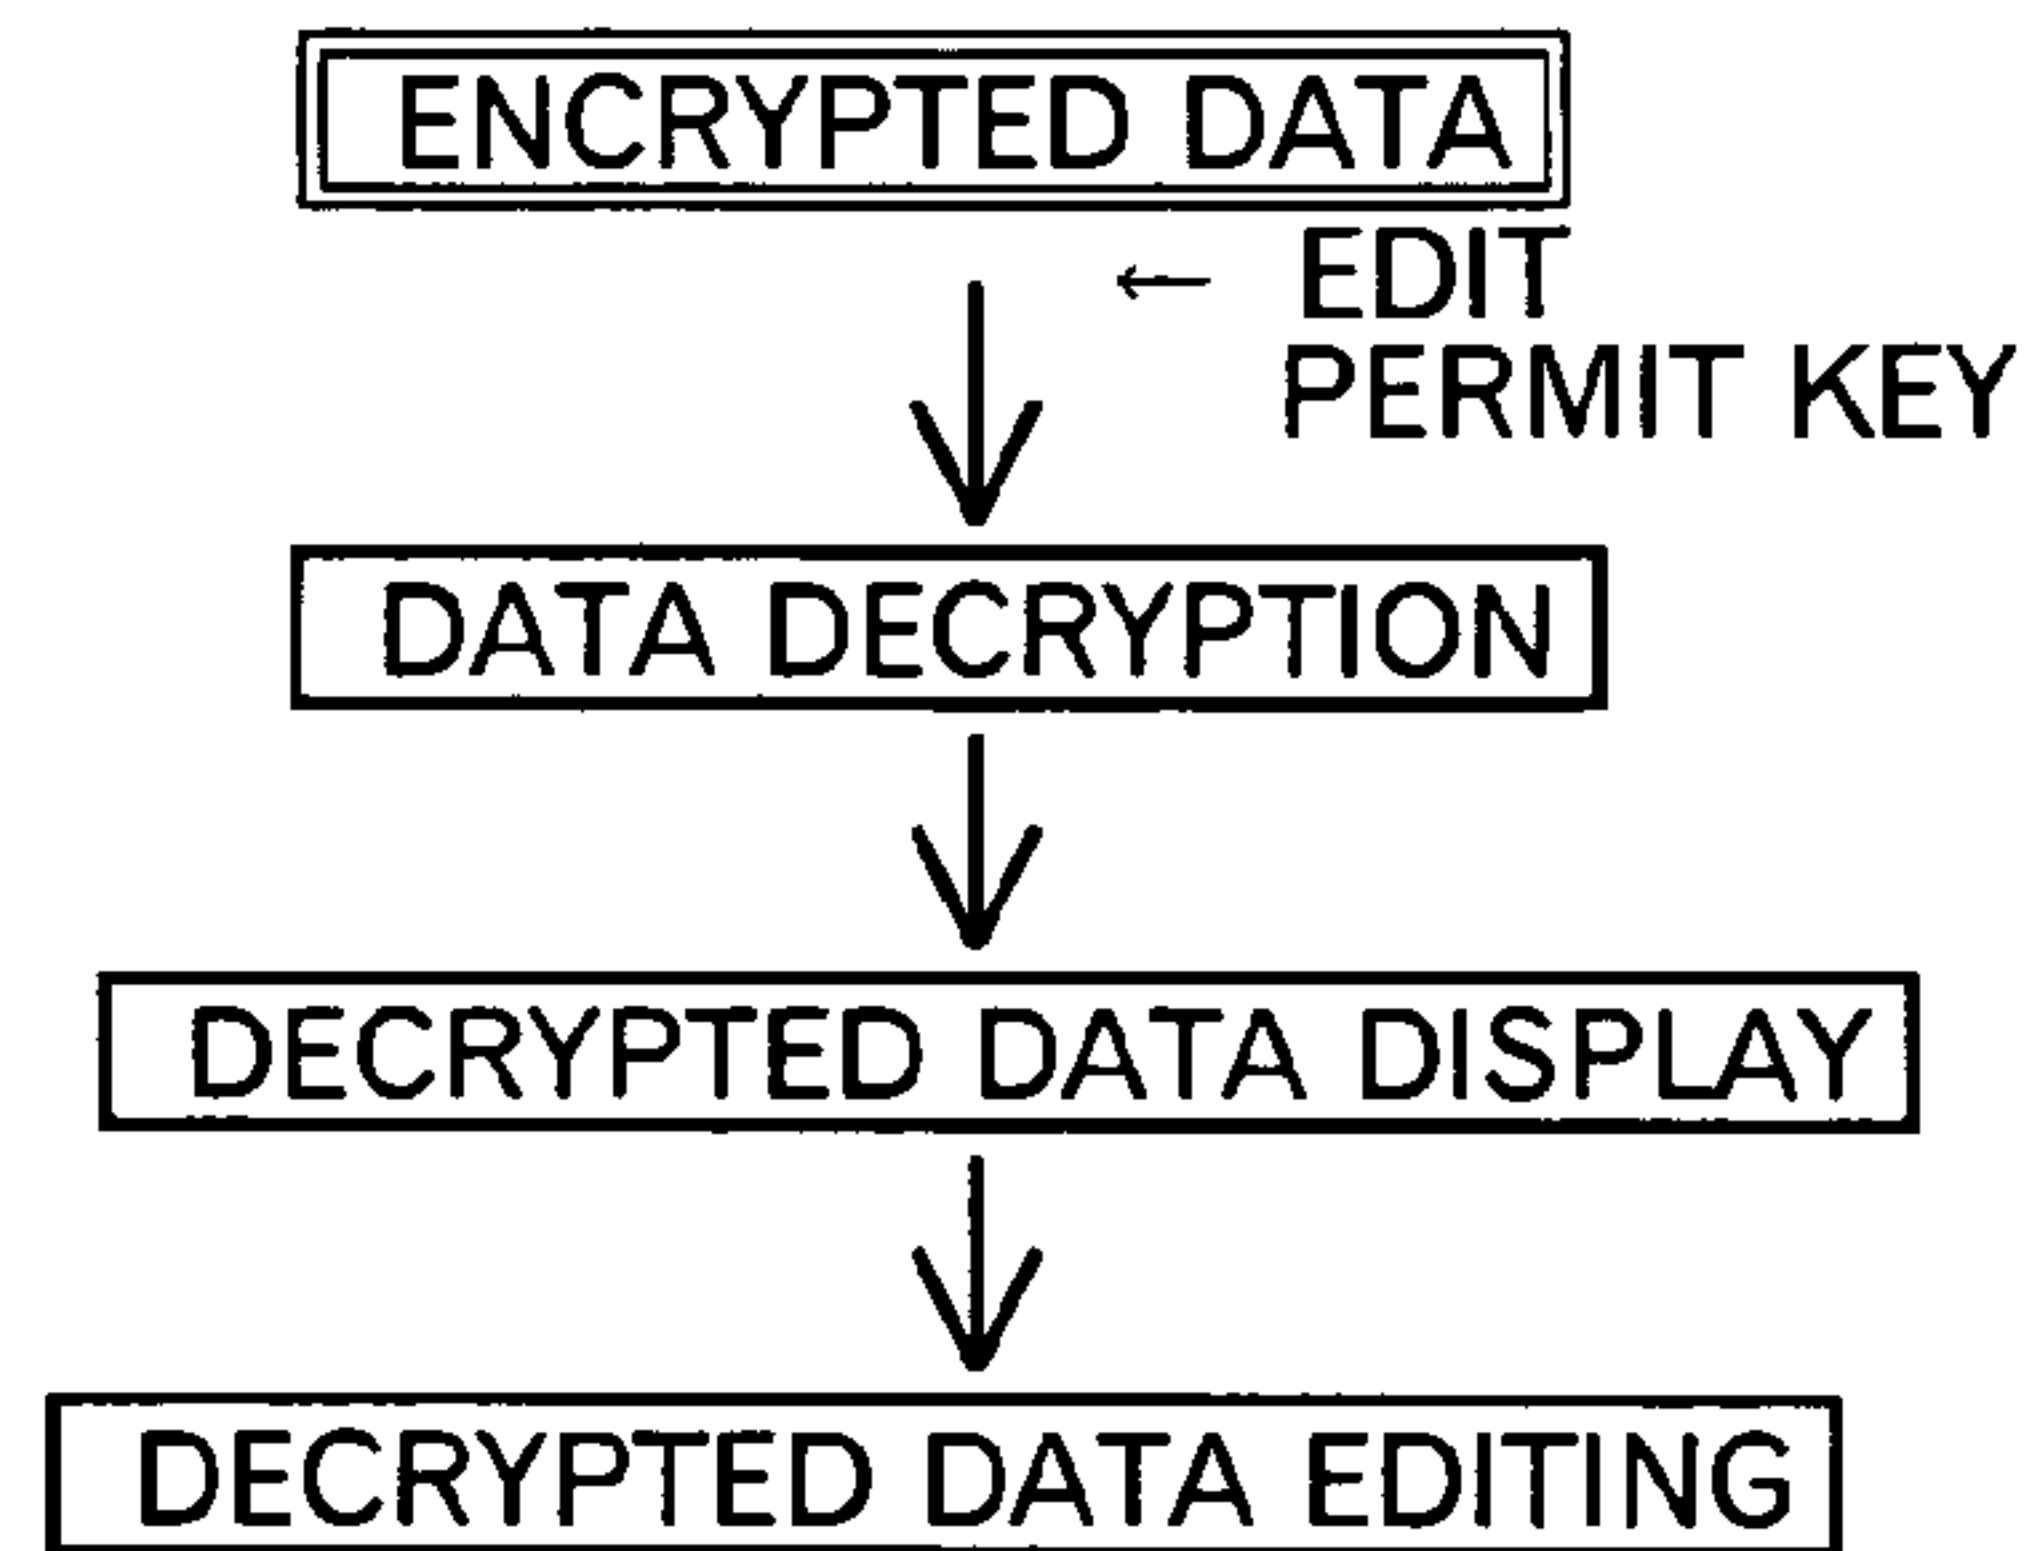 ENCRYPTED DATA
EDIT
PERMIT KEY
DATA DECRYPTION
DECRYPTED DATA DISPLAY
DECRYPTED DATA EDITING